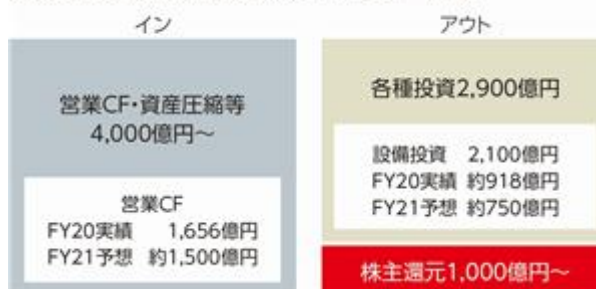 イン
営業CF・資産圧縮等
4,000億円～
営業CF
FY20実績 1,656億円
FY21予想 約1,500億円
アウト
各種投資2,900億円
設備投資 2,100億円
FY20実績 約918億円
FY21予想 約750億円
株主還元1,000億円～